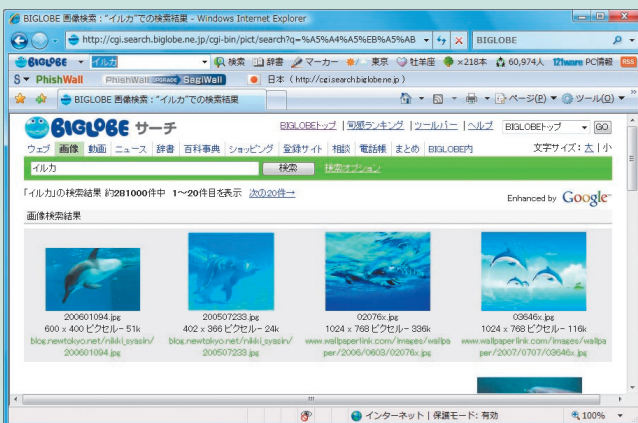 BIGLOBE 画像検索：“イルカ”での検索結果 - Windows Internet Explorer
http://cgi.search.biglobe.ne.jp/cgi-bin/pict/search?q=%A5%A4%A5%EB%A5%AB
BIGLOBE
BIGLOBE イルカ 検索 辞書 マーカー 東京 牡羊座 ×218本 60,974人 121ware PC情報 RSS
PhishWall PhishWall SagiWall 日本 ( http://cgi.search.biglobe.ne.jp )
BIGLOBE 画像検索：“イルカ”での検索結果
ページ(P) ツール(O)
BIGLOBE サーチ
BIGLOBEトップ | 旬感ランキング | ツールバー | ヘルプ BIGLOBEトップ GO
ウェブ 画像 動画 ニュース 辞書 百科事典 ショッピング 登録サイト 相談 電話帳 まとめ BIGLOBE内 文字サイズ：大 | 小
イルカ 検索 検索オプション
「イルカ」の検索結果 約281000件中 1～20件目を表示 次の20件→
Enhanced by Google
画像検索結果
200601094.jpg
600 x 400 ピクセル - 51k
blog.newtokyo.net/nikki_syasin/
200601094.jpg
200507233.jpg
402 x 366 ピクセル - 24k
blog.newtokyo.net/nikki_syasin/
200507233.jpg
02076x.jpg
1024 x 768 ピクセル - 336k
www.wallpaperlink.com/images/wallpa
per/2006/0603/02076x.jpg
03646x.jpg
1024 x 768 ピクセル - 116k
www.wallpaperlink.com/images/wallpa
per/2007/0707/03646x.jpg
インターネット | 保護モード: 有効
100%